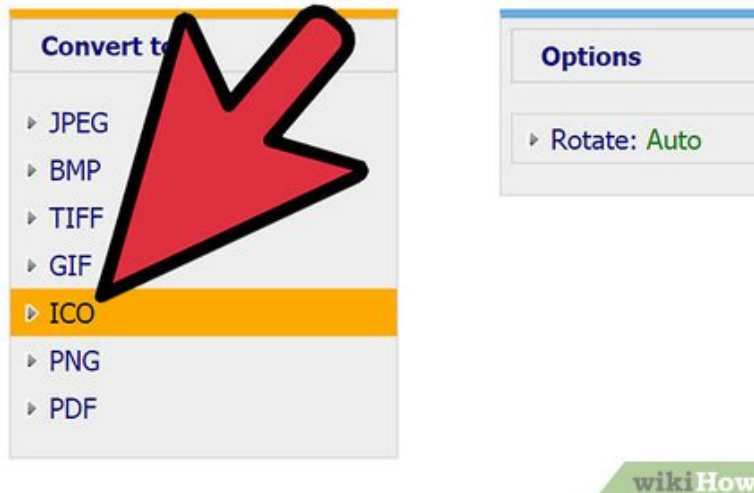 Convert to
JPEG
BMP
TIFF
GIF
ICO
PNG
PDF
Options
Rotate: Auto
wikiHow